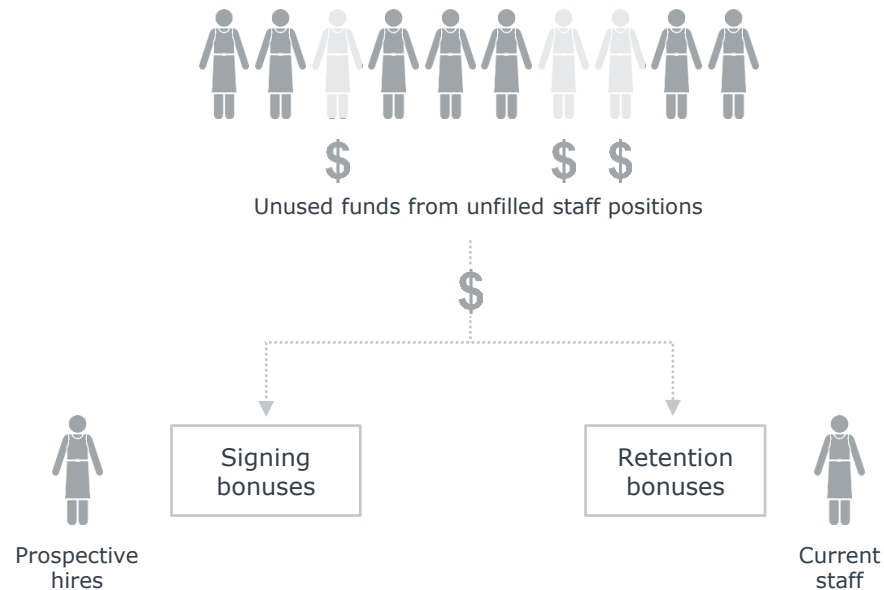 $ $ $
Unused funds from unfilled staff positions
$
Signing
bonuses
Retention
bonuses
Prospective
hires
Current
staff